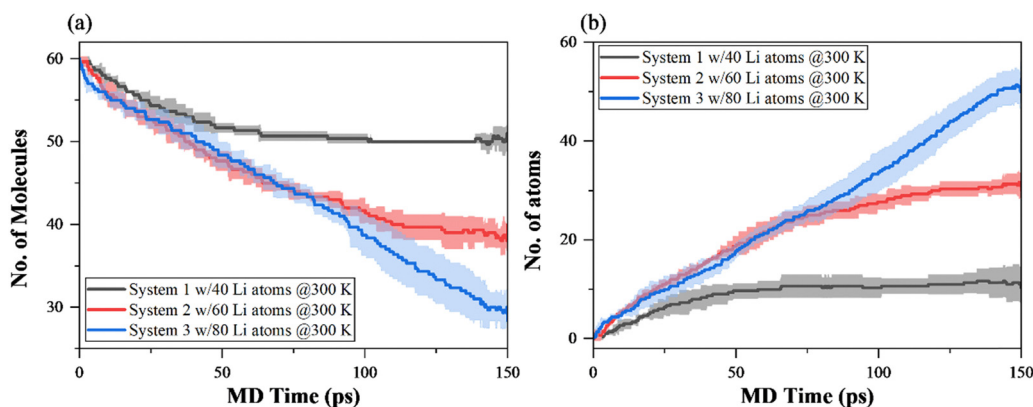 (a)
No. of Molecules
60
50
40
30
System 1 w/40 Li atoms @300 K
System 2 w/60 Li atoms @300 K
System 3 w/80 Li atoms @300 K
0
50
100
150
MD Time (ps)
(b)
No. of atoms
60
40
20
0
System 1 w/40 Li atoms @300 K
System 2 w/60 Li atoms @300 K
System 3 w/80 Li atoms @300 K
0
50
100
150
MD Time (ps)